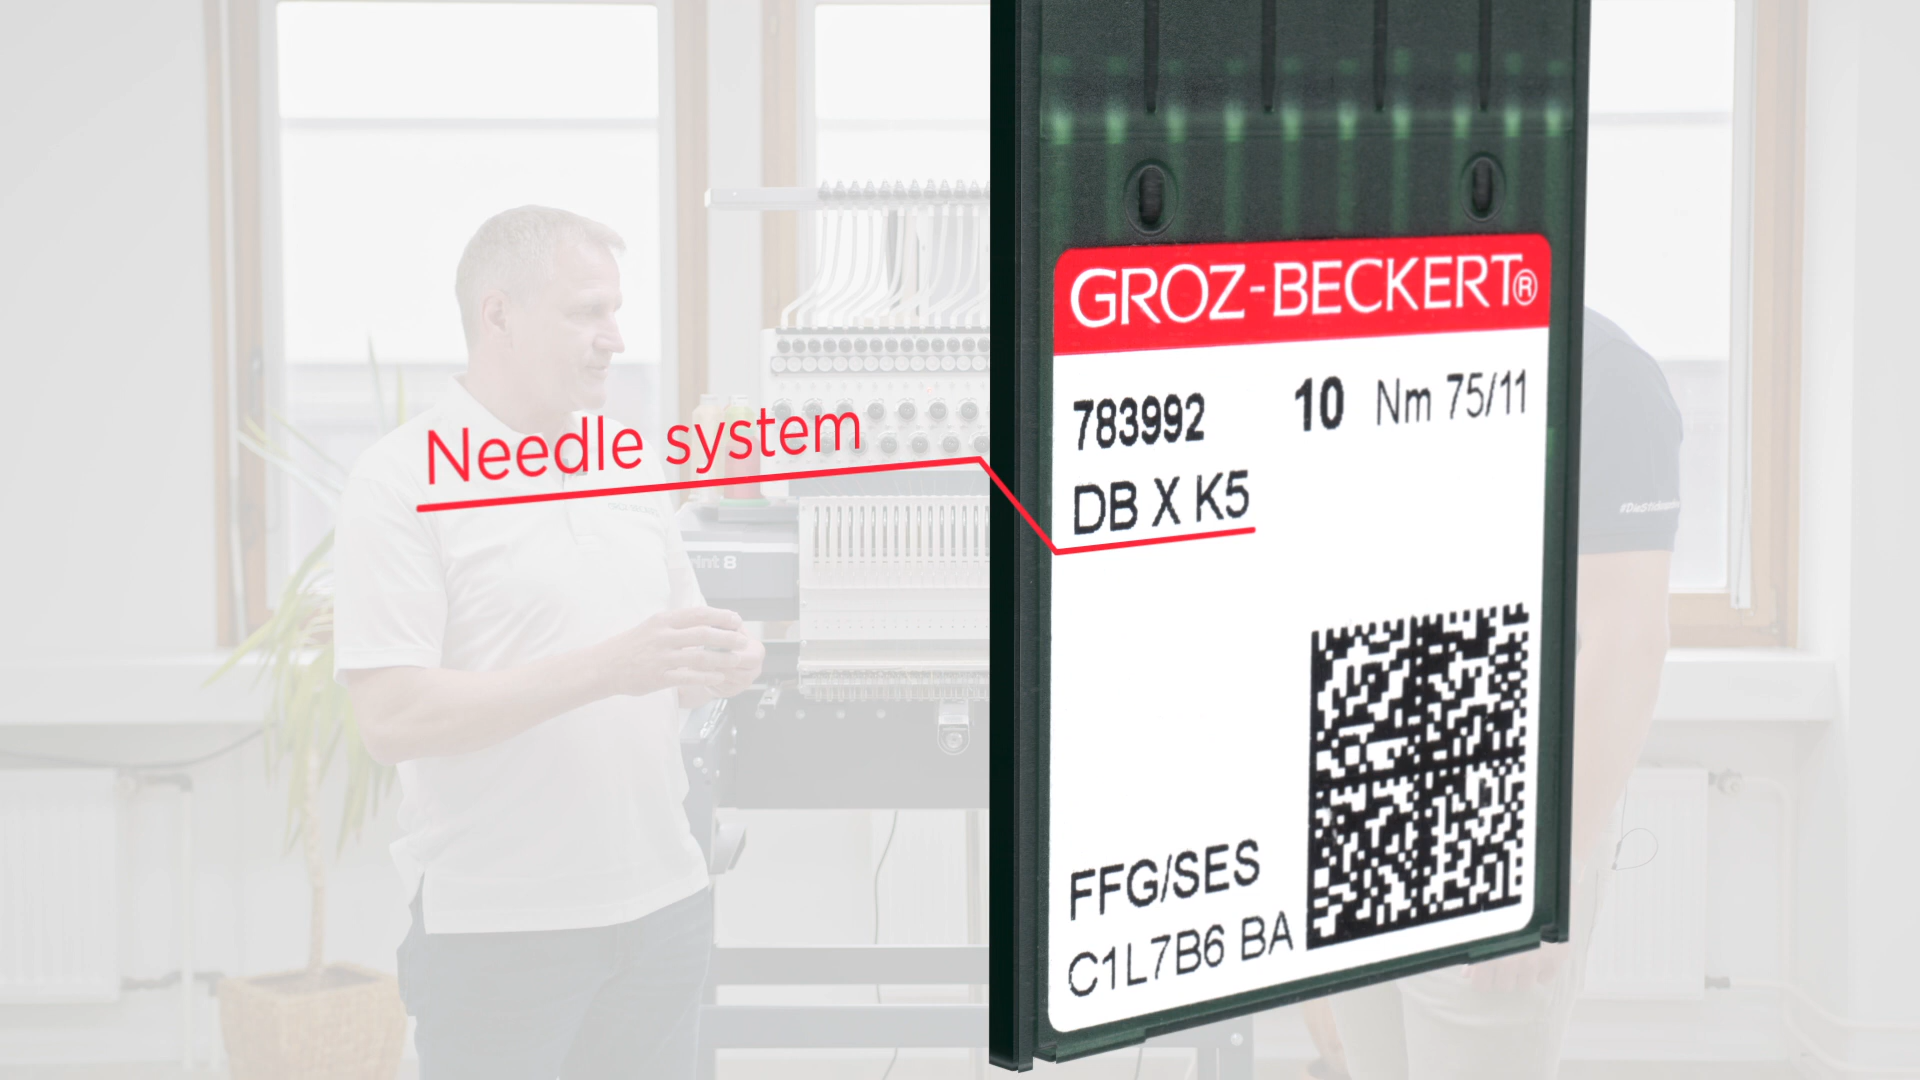 Needle system
GROZ-BECKERT®
783992 10 Nm 75/11
DB X K5
FFG/SES
C1L7B6 BA